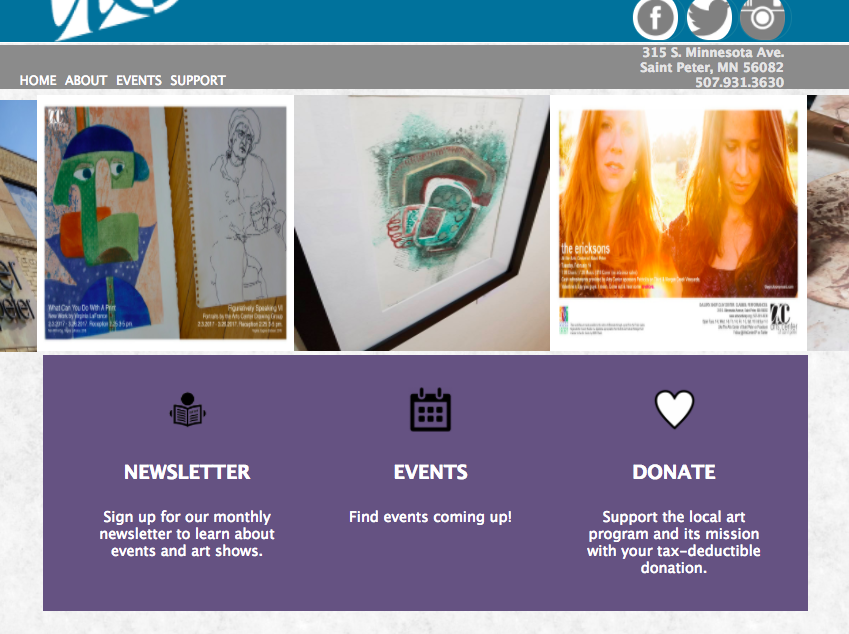 315 S. Minnesota Ave.
Saint Peter, MN 56082
507.931.3630
HOME ABOUT EVENTS SUPPORT
What Can You Do With A Print
New Work by Virginia LaFrance
2.3.2017 - 3.26.2017 Reception 2.25 3-5 pm
Figuratively Speaking VI
Portraits by the Arts Center Drawing Group
2.3.2017 - 3.26.2017 Reception 2.25 3-5 pm
the ericksons
NEWSLETTER
Sign up for our monthly
newsletter to learn about
events and art shows.
EVENTS
Find events coming up!
DONATE
Support the local art
program and its mission
with your tax-deductible
donation.